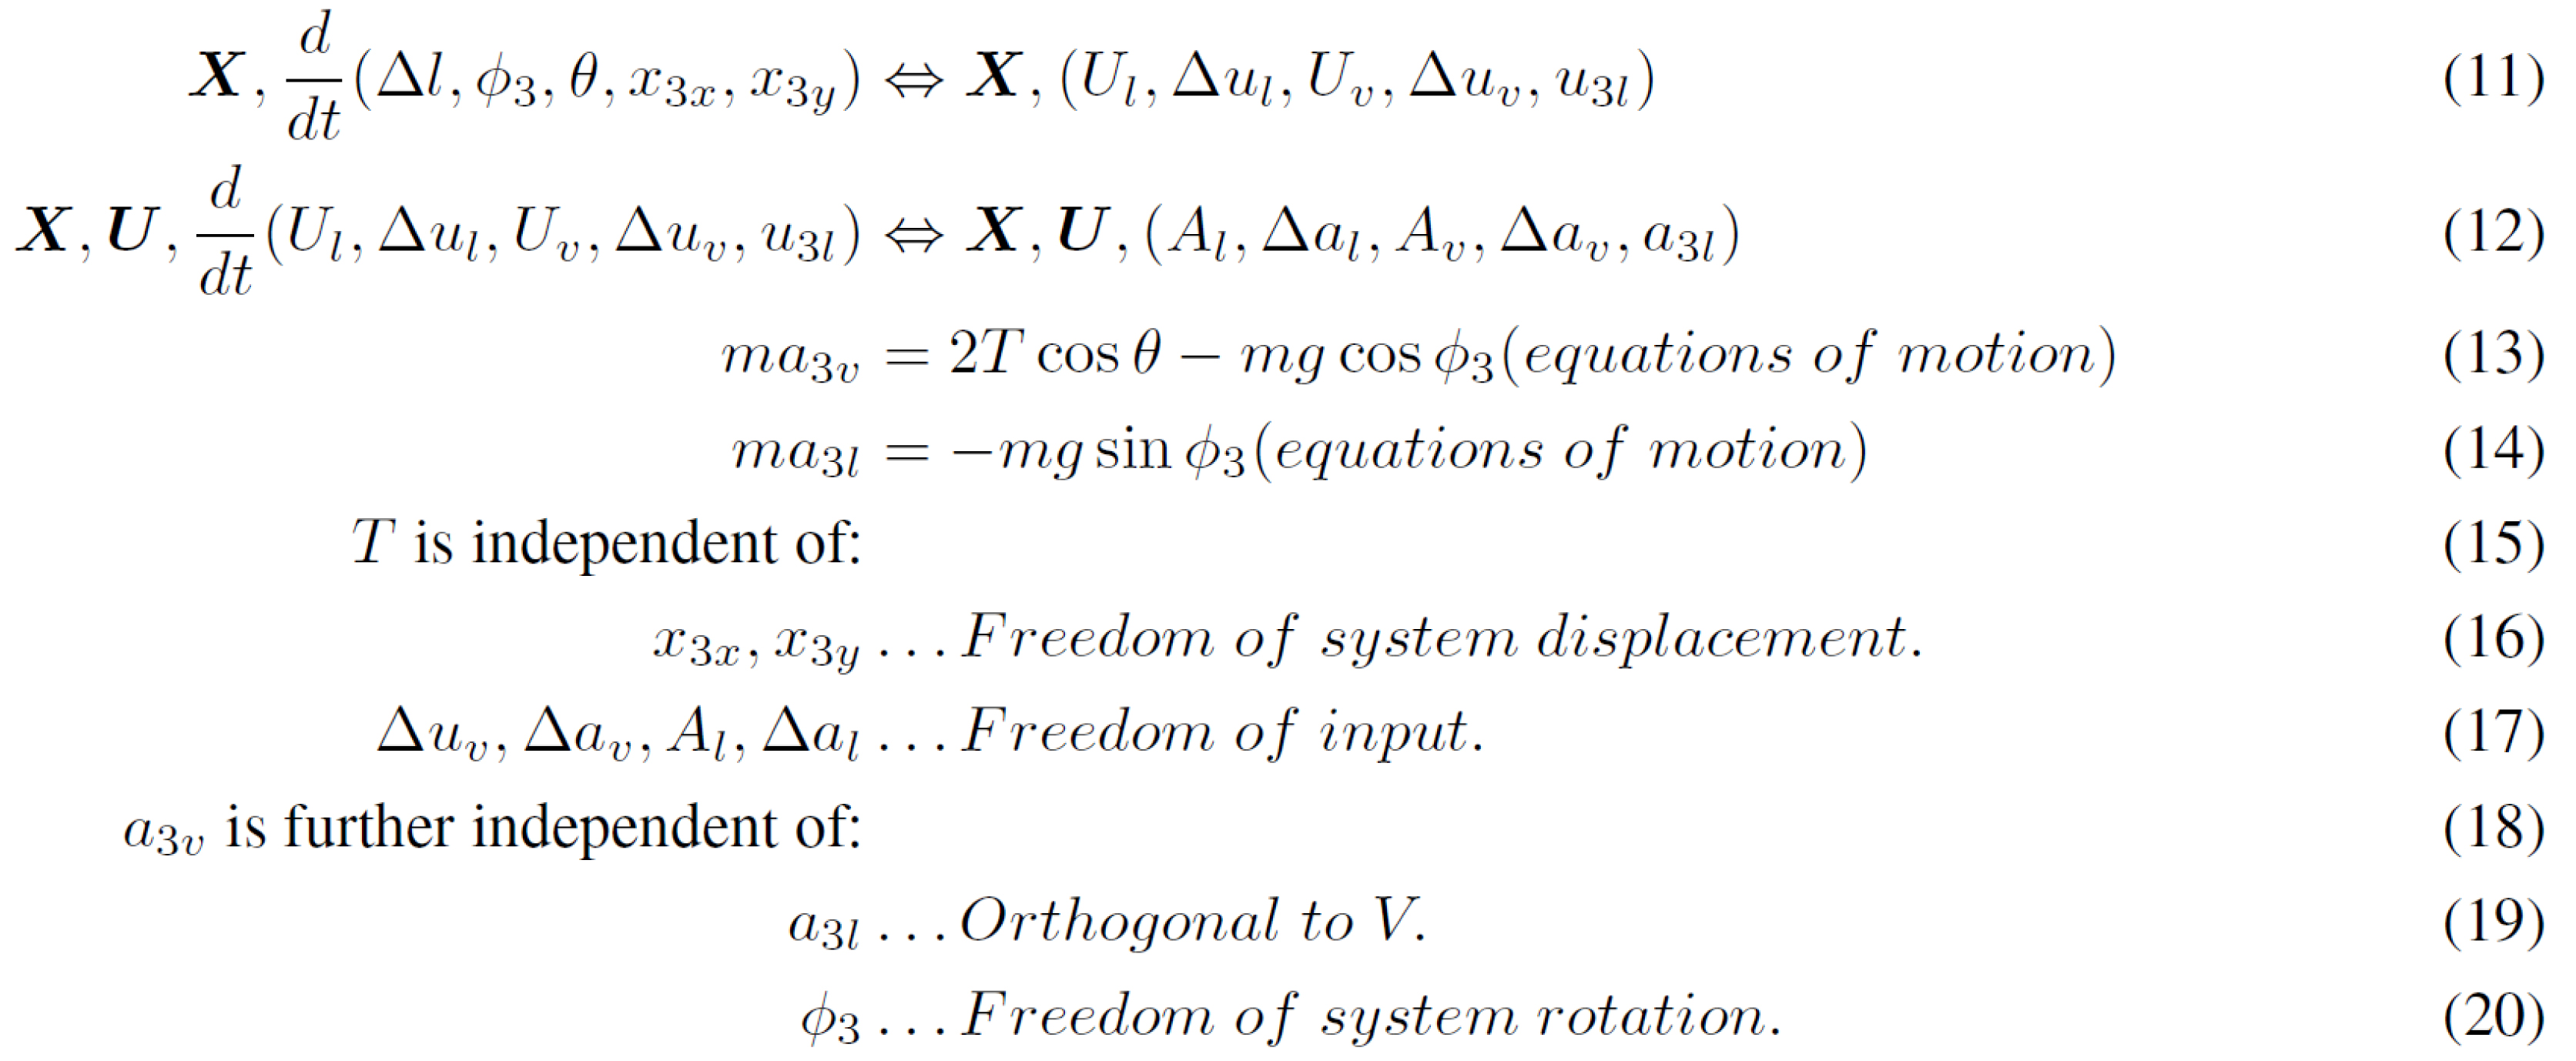 𝑿, d/dt(Δl, ϕ₃, θ, x₃ₓ, x₃y) ⇔ 𝑿, (U_l, Δu_l, U_v, Δu_v, u₃l) (11)
𝑿, 𝑼, d/dt(U_l, Δu_l, U_v, Δu_v, u₃l) ⇔ 𝑿, 𝑼, (A_l, Δa_l, A_v, Δa_v, a₃l) (12)
ma₃v = 2T cos θ − mg cos ϕ₃(equations of motion) (13)
ma₃l = −mg sin ϕ₃(equations of motion) (14)
T is independent of: (15)
x₃ₓ, x₃y … Freedom of system displacement. (16)
Δu_v, Δa_v, A_l, Δa_l … Freedom of input. (17)
a₃v is further independent of: (18)
a₃l … Orthogonal to V. (19)
ϕ₃ … Freedom of system rotation. (20)